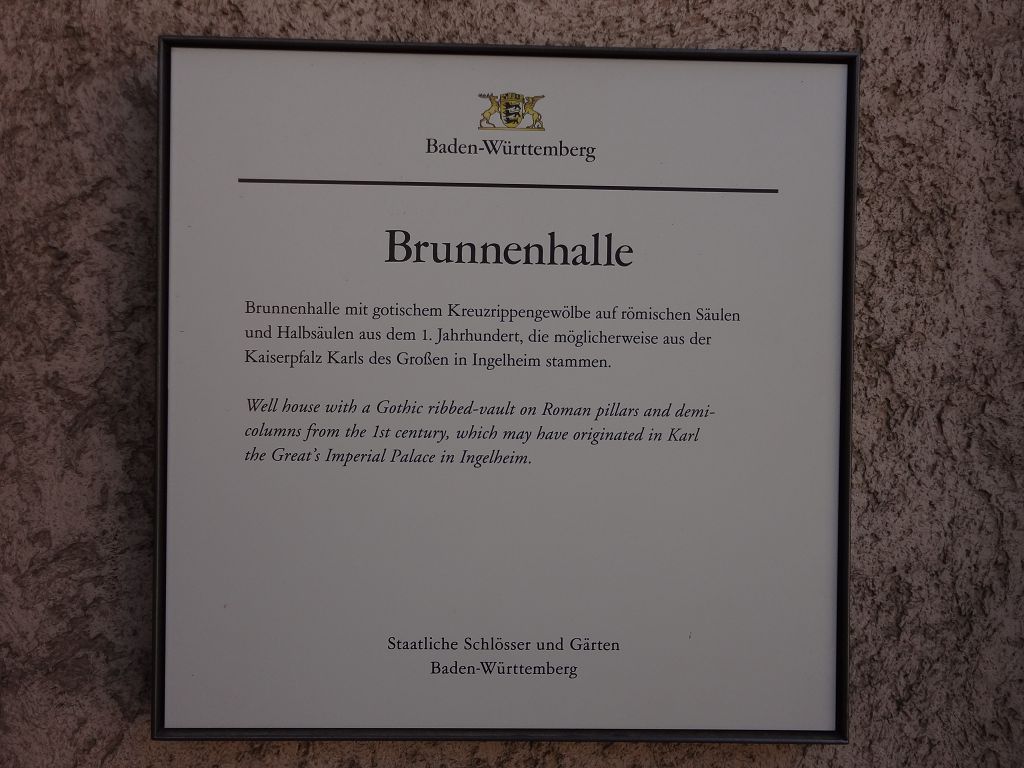 Baden-Württemberg
Brunnenhalle
Brunnenhalle mit gotischem Kreuzrippengewölbe auf römischen Säulen
und Halbsäulen aus dem 1. Jahrhundert, die möglicherweise aus der
Kaiserpfalz Karls des Großen in Ingelheim stammen.
Well house with a Gothic ribbed-vault on Roman pillars and demi-
columns from the 1st century, which may have originated in Karl
the Great's Imperial Palace in Ingelheim.
Staatliche Schlösser und Gärten
Baden-Württemberg